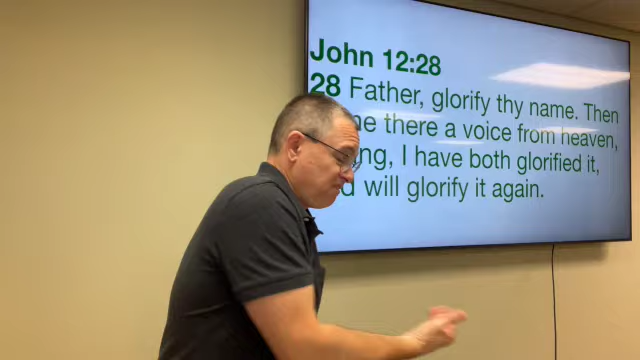 John 12:28
28 Father, glorify thy name. Then
there a voice from heaven,
I have both glorified it,
will glorify it again.